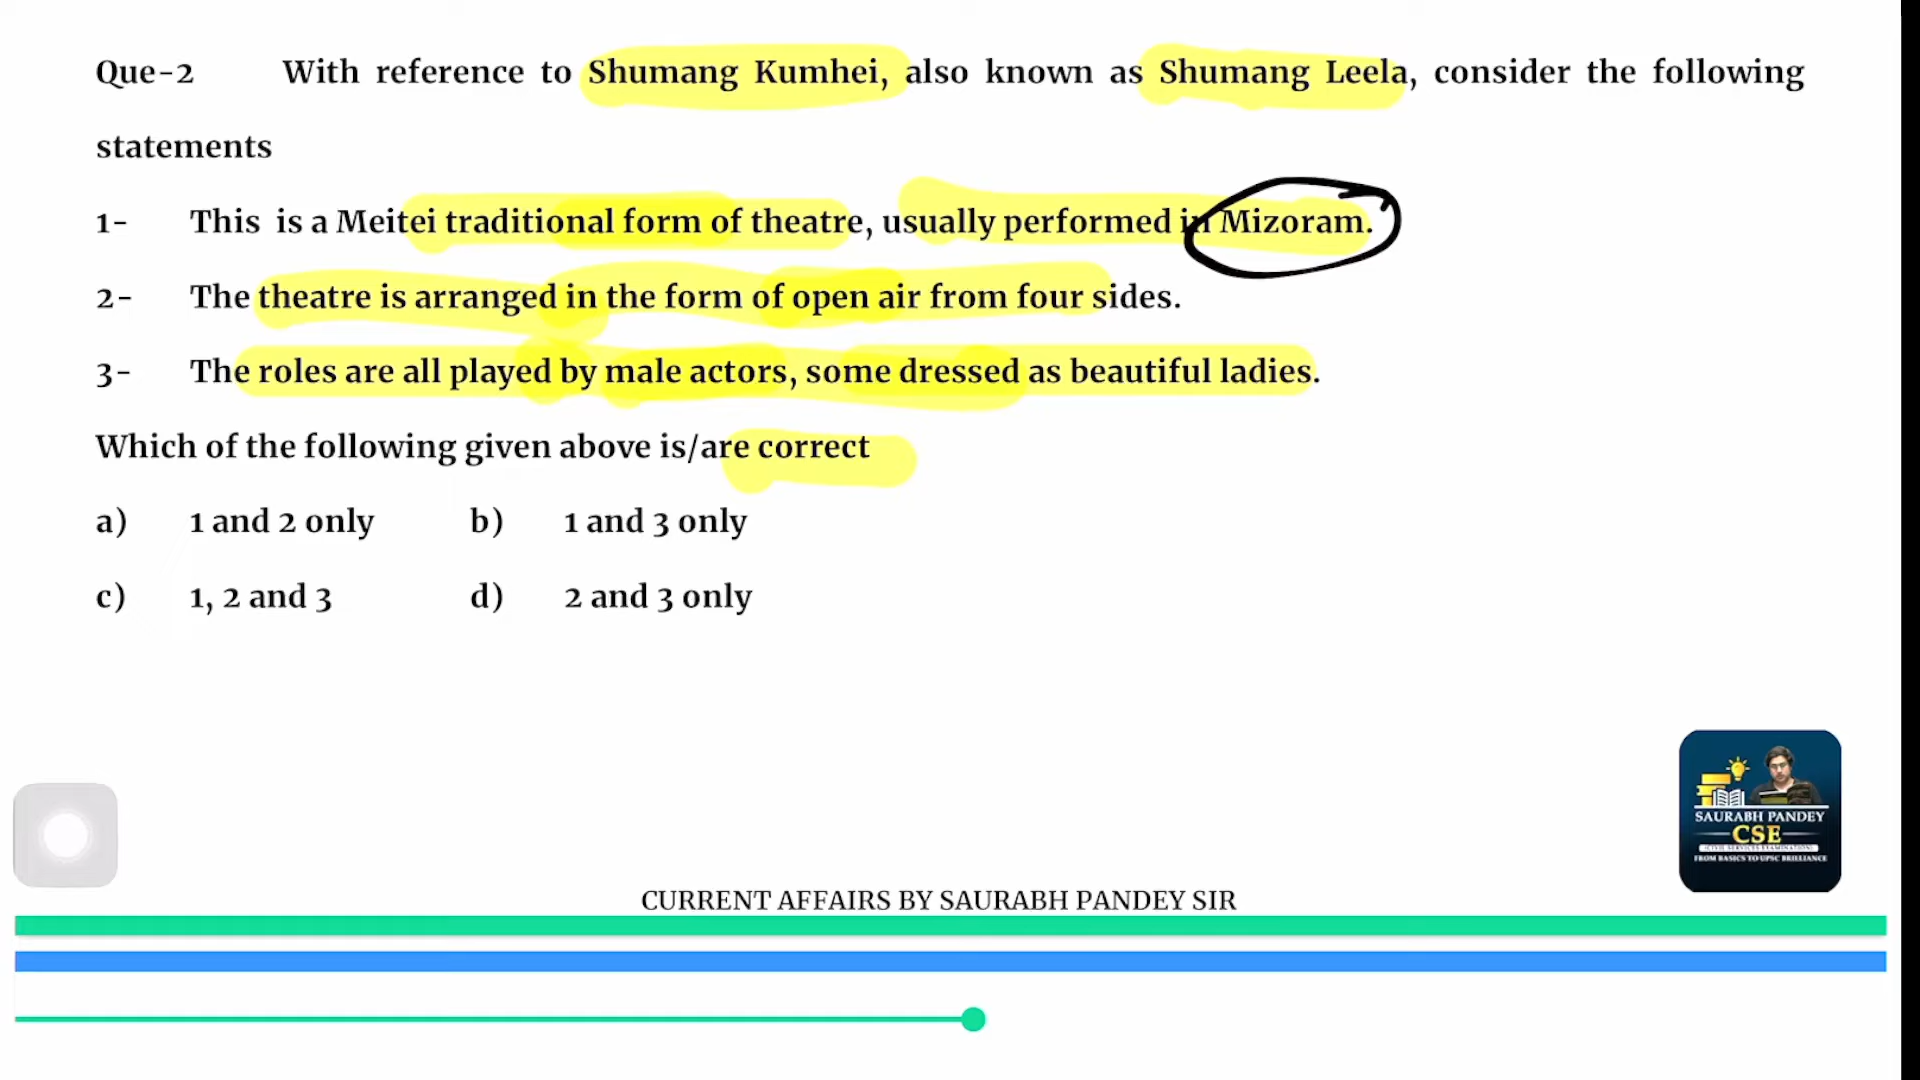 Que-2 With reference to Shumang Kumhei, also known as Shumang Leela, consider the following
statements
1- This is a Meitei traditional form of theatre, usually performed in Mizoram.
2- The theatre is arranged in the form of open air from four sides.
3- The roles are all played by male actors, some dressed as beautiful ladies.
Which of the following given above is/are correct
a) 1 and 2 only b) 1 and 3 only
c) 1, 2 and 3 d) 2 and 3 only
SAURABH PANDEY
CSE
(CIVIL SERVICES EXAMINATION)
FROM BASICS TO UPSC BRILLIANCE
CURRENT AFFAIRS BY SAURABH PANDEY SIR